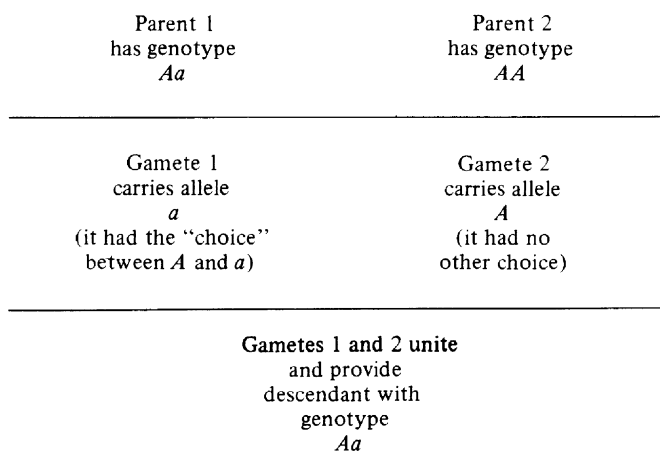 Parent 1
has genotype
Aa
Parent 2
has genotype
AA
Gamete 1
carries allele
a
(it had the “choice”
between A and a)
Gamete 2
carries allele
A
(it had no
other choice)
Gametes 1 and 2 unite
and provide
descendant with
genotype
Aa